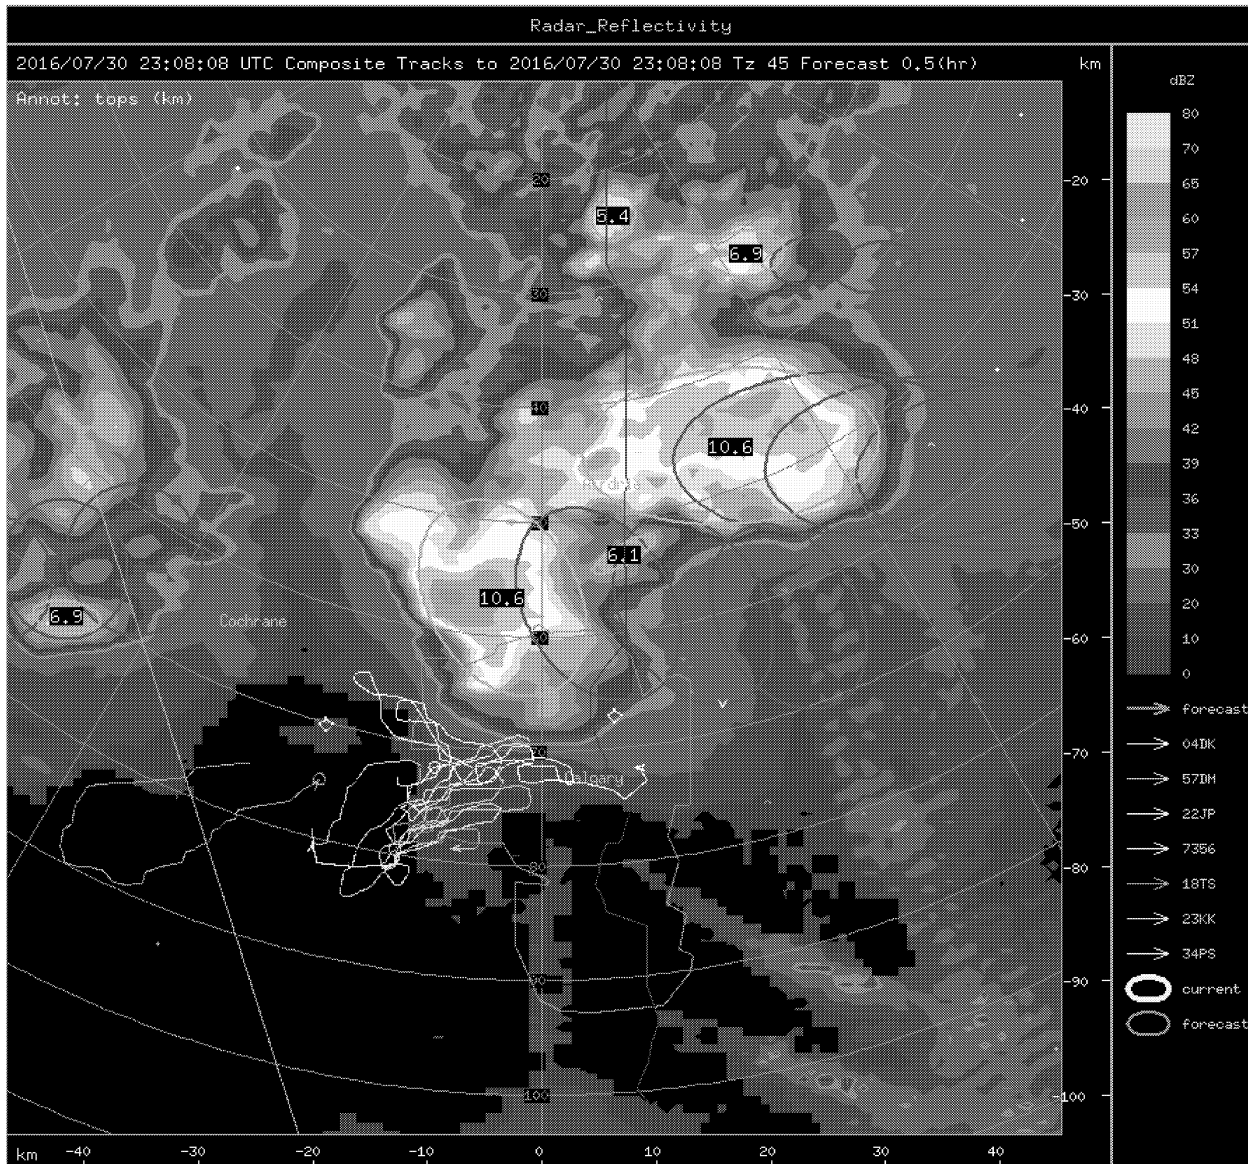 Radar_Reflectivity
2016/07/30 23:08:08 UTC Composite Tracks to 2016/07/30 23:08:08 Tz 45 Forecast 0.5(hr) km
Annot: tops (km)
dBZ
80
70
65
60
57
54
51
48
45
42
39
36
33
30
20
10
0
forecast
04DK
57DM
22JP
7356
18TS
23KK
34PS
current
forecast
20
5.4
6.9
30
40
10.6
50
6.1
10.6
6.9
Cochrane
60
70
Calgary
80
90
100
-20
-30
-40
-50
-60
-70
-80
-90
-100
km -40 -30 -20 -10 0 10 20 30 40